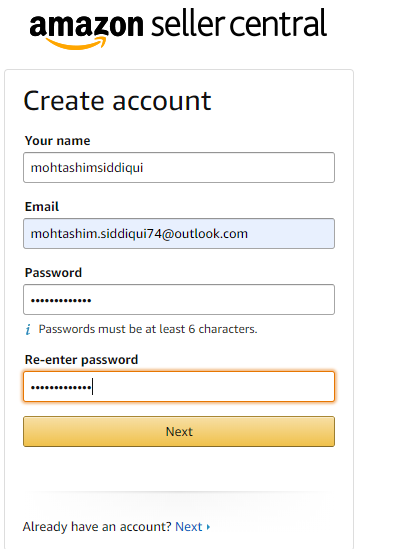 amazon seller central
Create account
Your name
mohtashimsiddiqui
Email
mohtashim.siddiqui74@outlook.com
Password
•••••••••••••
i Passwords must be at least 6 characters.
Re-enter password
•••••••••••••
Next
Already have an account? Next